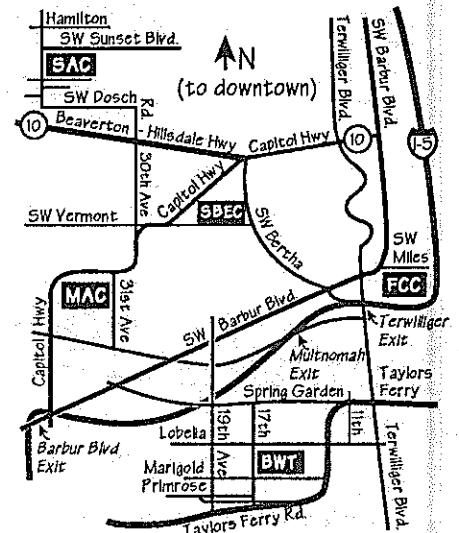 Hamilton
SW Sunset Blvd.
SAC
N
(to downtown)
SW Dosch
Rd.
10
Beaverton - Hillsdale Hwy
Capitol Hwy
10
Terwilliger Blvd.
SW Barbur Blvd.
I-5
30th Ave
Capitol Hwy
SW Vermont
SBEC
SW Bertha
SW
Miles
FCC
MAC
31st Ave
Capitol Hwy
SW Barbur Blvd.
Terwilliger
Exit
Multnomah
Exit
Taylors
Ferry
Spring Garden
Barbur Blvd
Exit
Lobelia
19th Ave
17th
11th
BWT
Marigold
Primrose
Terwilliger Blvd.
Taylors Ferry Rd.